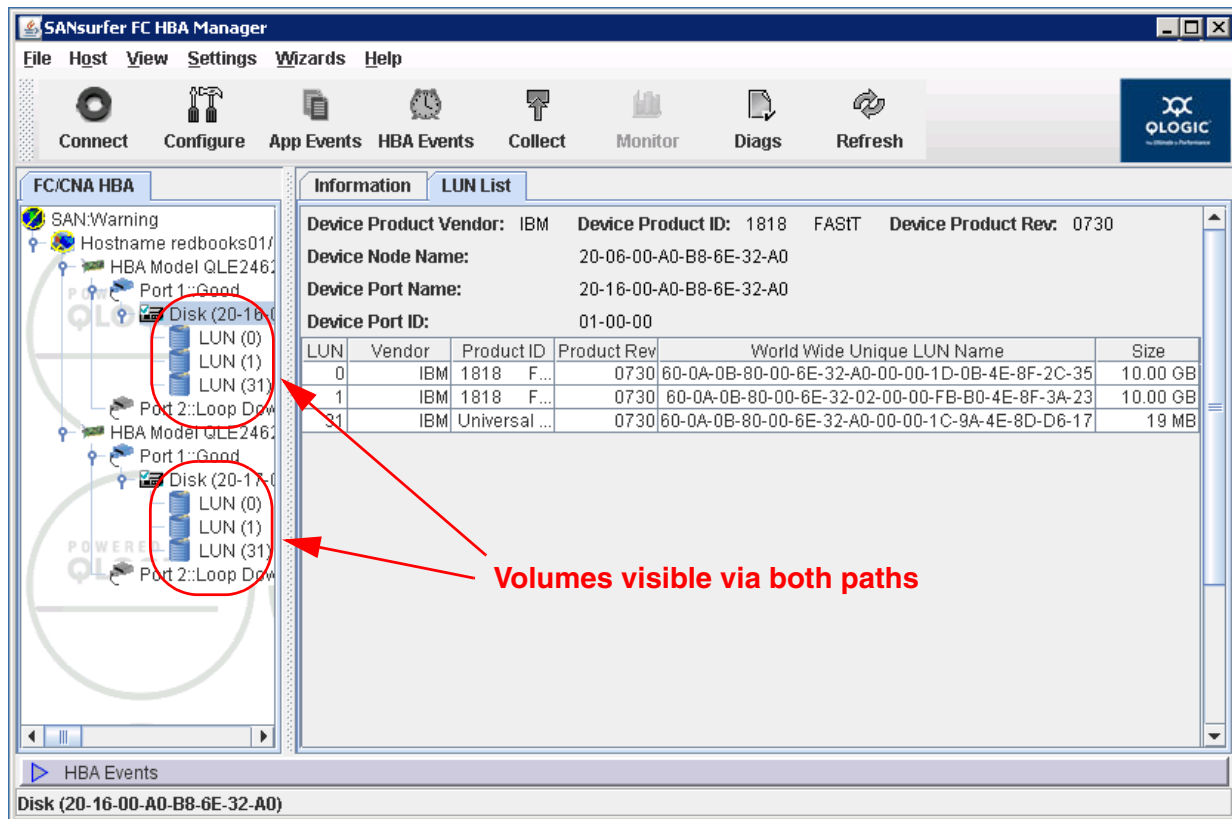 SANsurfer FC HBA Manager
File Host View Settings Wizards Help
Connect Configure App Events HBA Events Collect Monitor Diags Refresh
QLOGIC
FC/CNA HBA
Information LUN List
SAN:Warning
Hostname redbooks01/
HBA Model QLE2462
Port 1::Good
Disk (20-16-0
LUN (0)
LUN (1)
LUN (31)
Port 2::Loop Dow
HBA Model QLE2462
Port 1::Good
Disk (20-17-0
LUN (0)
LUN (1)
LUN (31)
Port 2::Loop Dow
Device Product Vendor: IBM Device Product ID: 1818 FAStT Device Product Rev: 0730
Device Node Name: 20-06-00-A0-B8-6E-32-A0
Device Port Name: 20-16-00-A0-B8-6E-32-A0
Device Port ID: 01-00-00
LUN Vendor Product ID Product Rev World Wide Unique LUN Name Size
0 IBM 1818 F... 0730 60-0A-0B-80-00-6E-32-A0-00-00-1D-0B-4E-8F-2C-35 10.00 GB
1 IBM 1818 F... 0730 60-0A-0B-80-00-6E-32-02-00-00-FB-B0-4E-8F-3A-23 10.00 GB
31 IBM Universal ... 0730 60-0A-0B-80-00-6E-32-A0-00-00-1C-9A-4E-8D-D6-17 19 MB
Volumes visible via both paths
HBA Events
Disk (20-16-00-A0-B8-6E-32-A0)